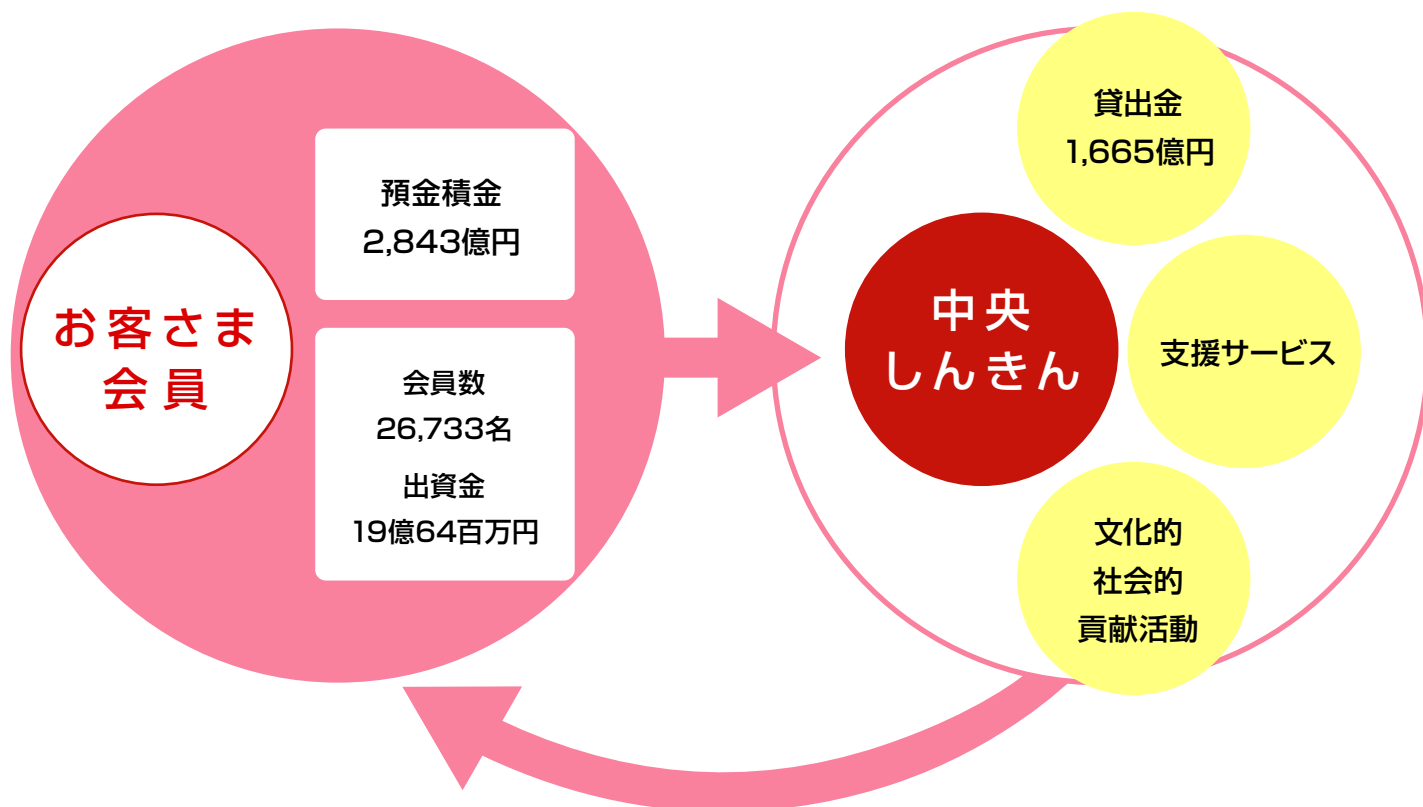 お客さま
会員
預金積金
2,843億円
会員数
26,733名
出資金
19億64百万円
中央
しんきん
貸出金
1,665億円
支援サービス
文化的
社会的
貢献活動